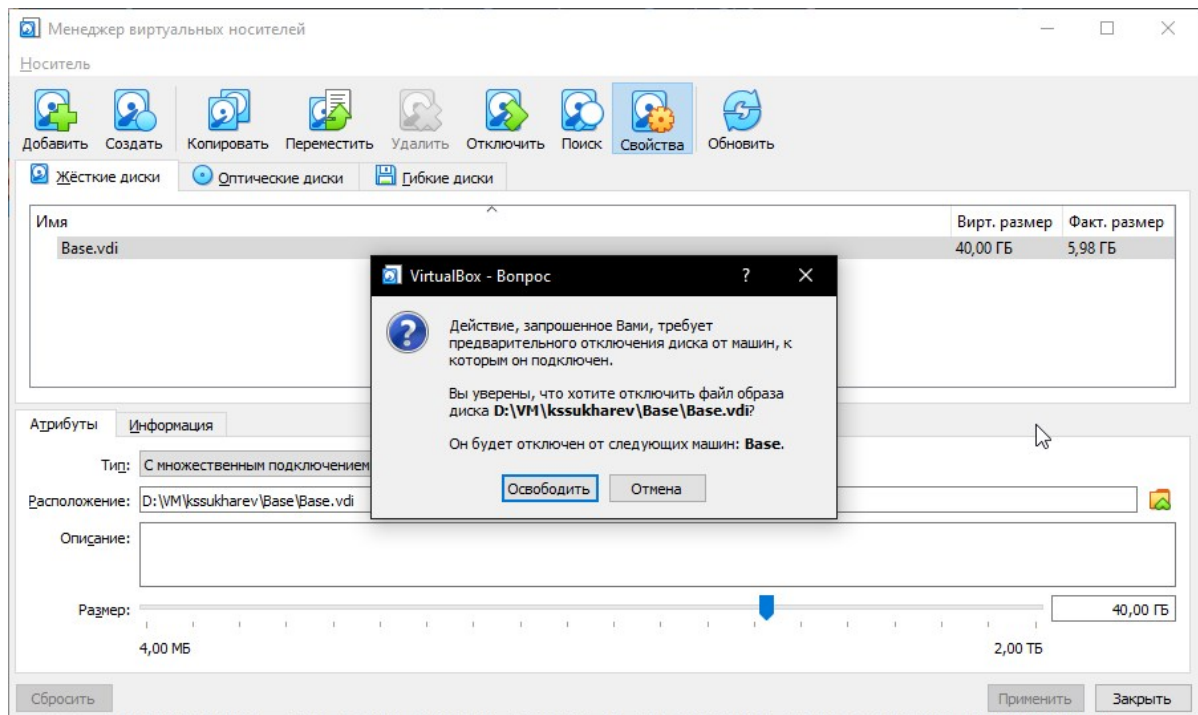 Менеджер виртуальных носителей
Носитель
Добавить Создать Копировать Переместить Удалить Отключить Поиск Свойства Обновить
Жёсткие диски Оптические диски Гибкие диски
Имя Вирт. размер Факт. размер
Base.vdi 40,00 ГБ 5,98 ГБ
VirtualBox - Вопрос ? ×
Действие, запрошенное Вами, требует
предварительного отключения диска от машин, к
которым он подключен.
Вы уверены, что хотите отключить файл образа
диска D:\VM\kssukharev\Base\Base.vdi?
Он будет отключен от следующих машин: Base.
Освободить Отмена
Атрибуты Информация
Тип: С множественным подключением
Расположение: D:\VM\kssukharev\Base\Base.vdi
Описание:
Размер: 40,00 ГБ
4,00 МБ 2,00 ТБ
Сбросить Применить Закрыть